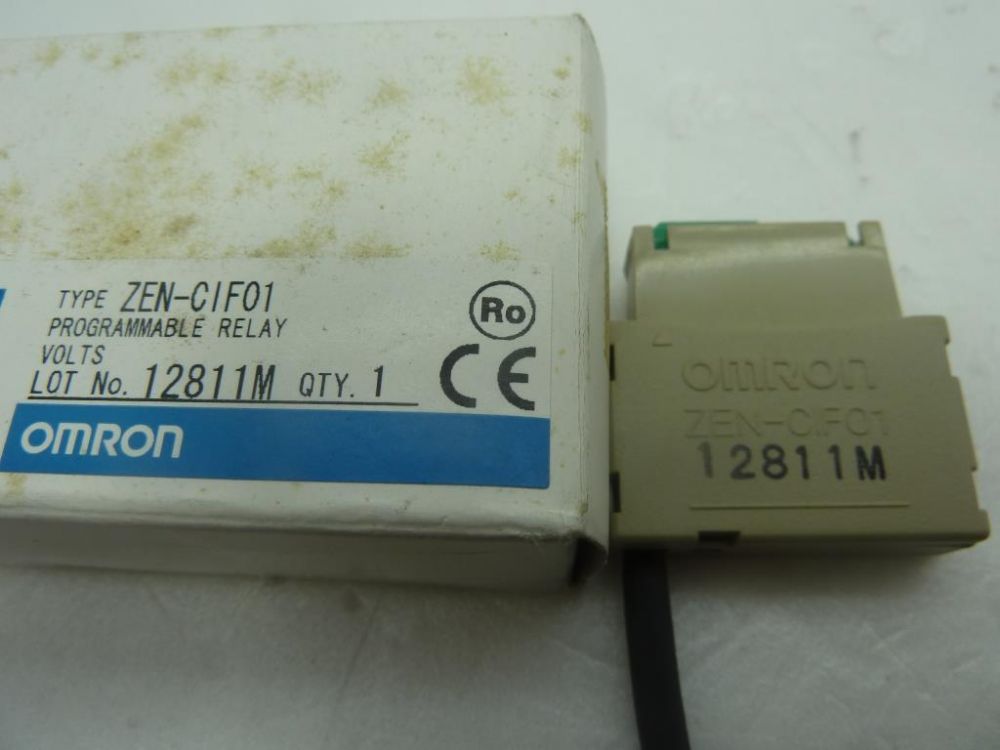 TYPE ZEN-CIF01
PROGRAMMABLE RELAY
VOLTS
LOT No. 12811M QTY. 1
Ro
CE
OMRON
OMRON
ZEN-CIF01
12811M